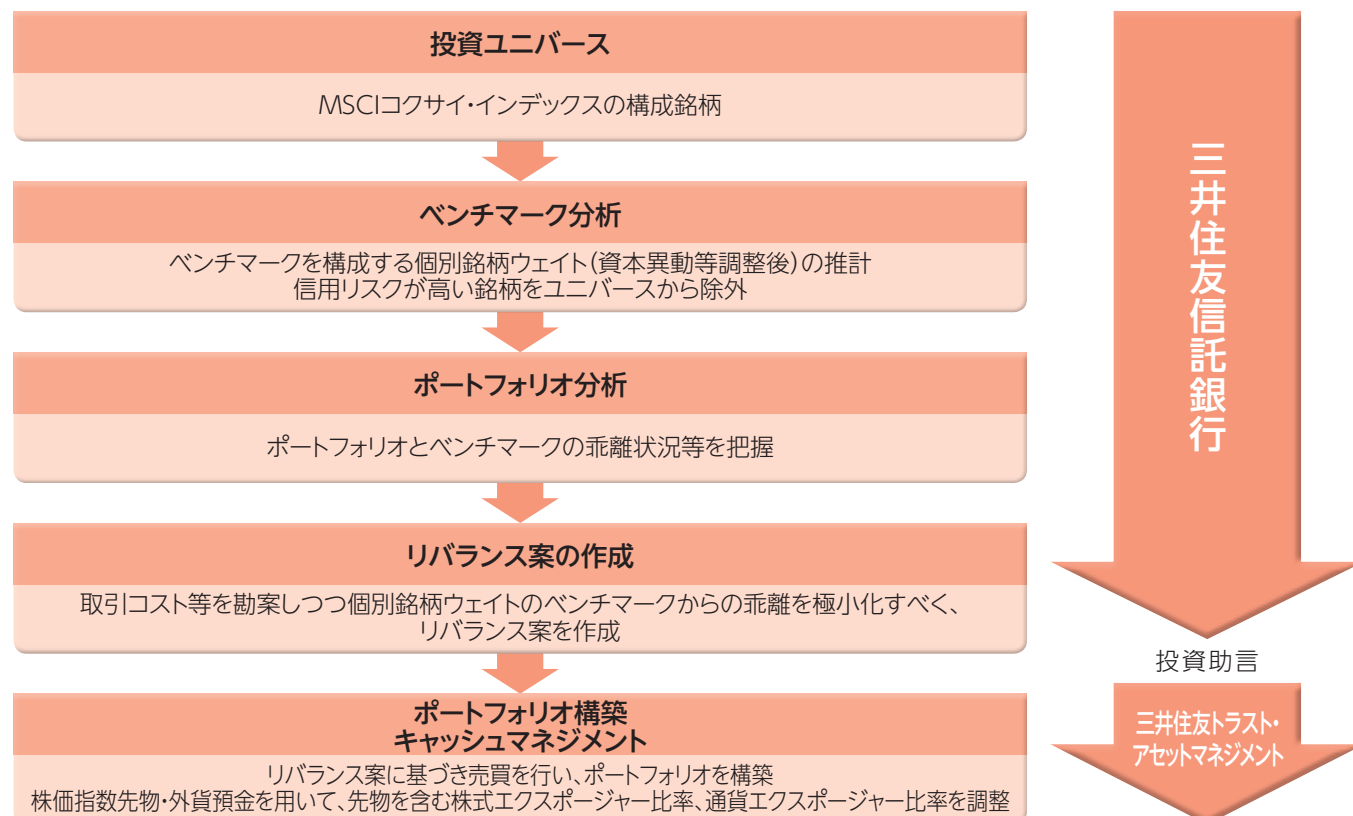 投資ユニバース
MSCIコクサイ・インデックスの構成銘柄
ベンチマーク分析
ベンチマークを構成する個別銘柄ウェイト(資本異動等調整後)の推計
信用リスクが高い銘柄をユニバースから除外
ポートフォリオ分析
ポートフォリオとベンチマークの乖離状況等を把握
リバランス案の作成
取引コスト等を勘案しつつ個別銘柄ウェイトのベンチマークからの乖離を極小化すべく、
リバランス案を作成
ポートフォリオ構築
キャッシュマネジメント
リバランス案に基づき売買を行い、ポートフォリオを構築
株価指数先物・外貨預金を用いて、先物を含む株式エクスポージャー比率、通貨エクスポージャー比率を調整
三井住友信託銀行
投資助言
三井住友トラスト・
アセットマネジメント